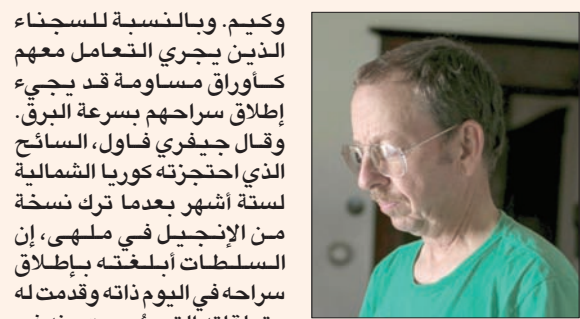 وكيم. وبالنسبة للسجناء
الذين يجري التعامل معهم
كأوراق مساومة قد يجيء
إطلاق سراحهم بسرعة البرق.
وقال جيفري فاول، السائح
الذي احتجزته كوريا الشمالية
لستة أشهر بعدما ترك نسخة
من الإنجيل في ملهى، إن
السلطات أبلغته بإطلاق
سراحه في اليوم ذاته وقدمت له